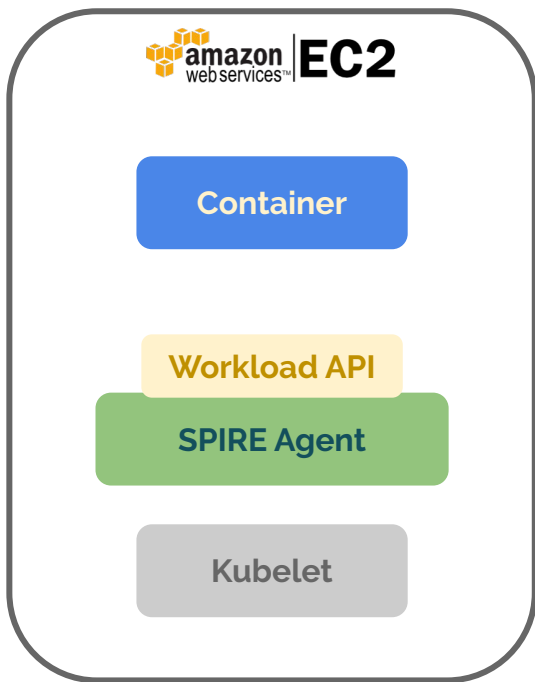 amazon
web services™
EC2
Container
Workload API
SPIRE Agent
Kubelet